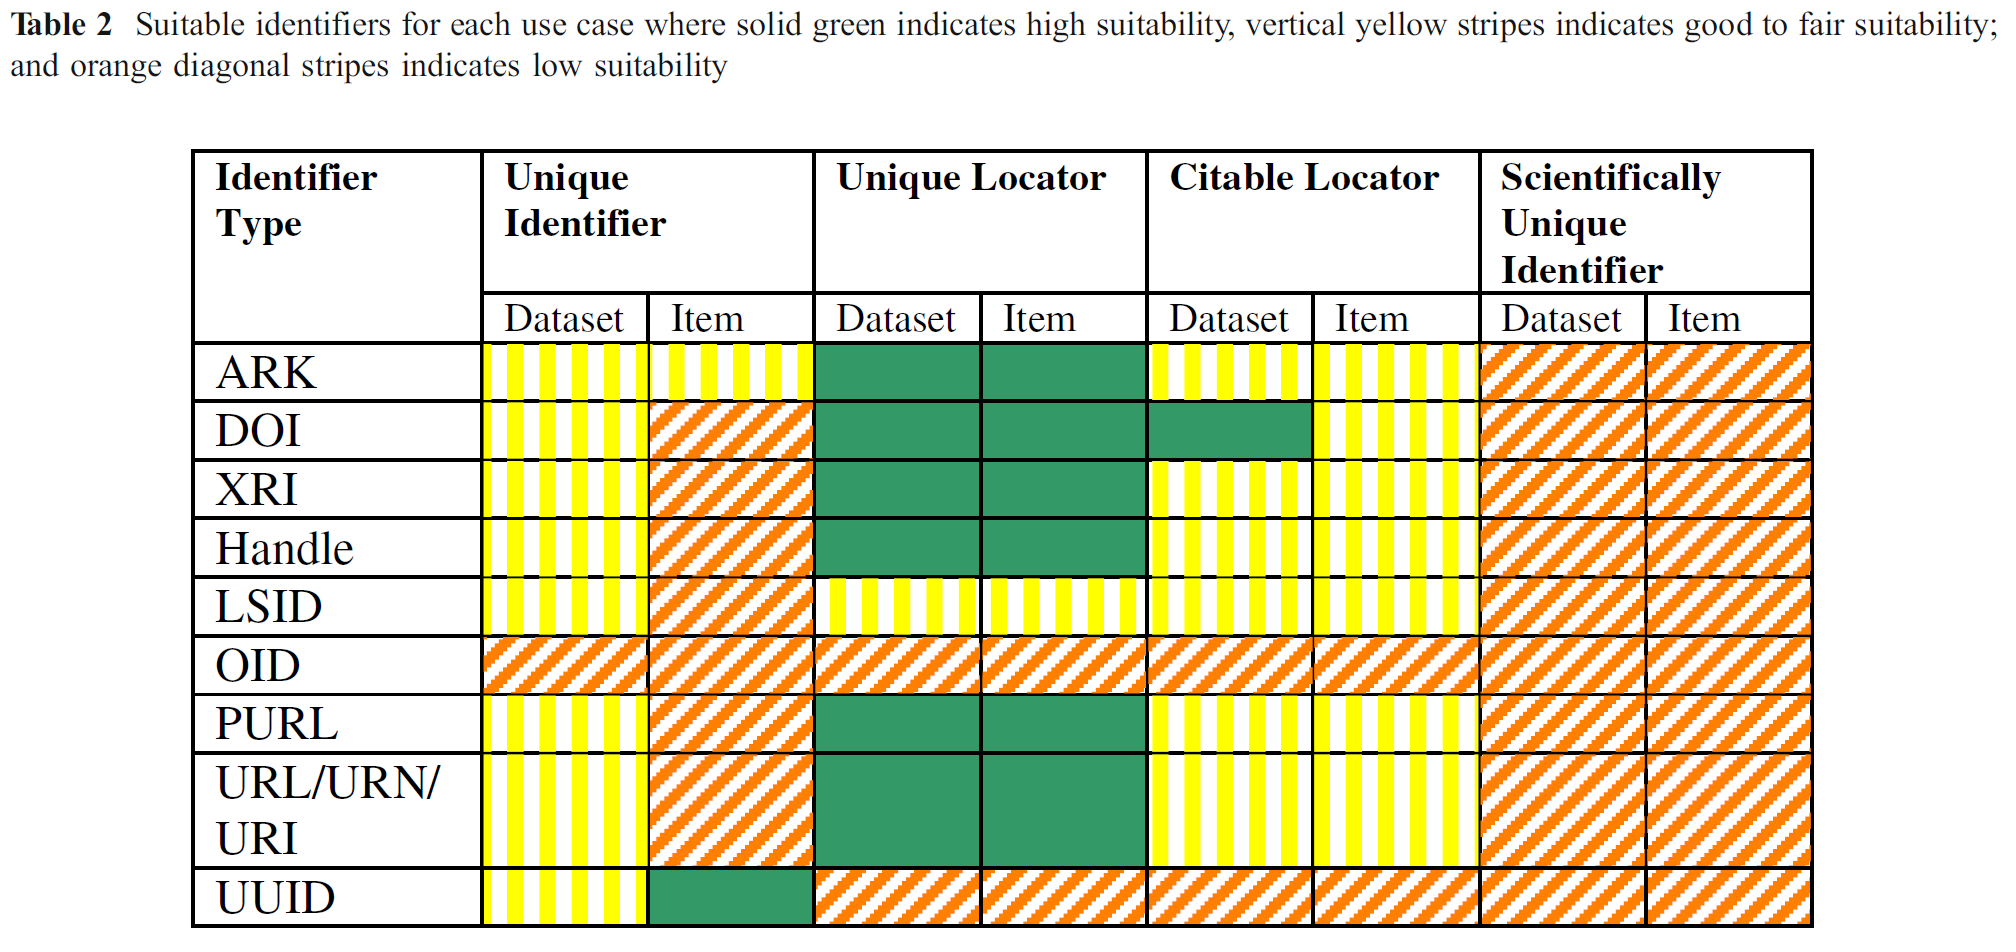 Table 2 Suitable identifiers for each use case where solid green indicates high suitability, vertical yellow stripes indicates good to fair suitability;
and orange diagonal stripes indicates low suitability
Identifier Type
Unique Identifier
Unique Locator
Citable Locator
Scientifically Unique Identifier
Dataset Item Dataset Item Dataset Item Dataset Item
ARK
DOI
XRI
Handle
LSID
OID
PURL
URL/URN/
URI
UUID